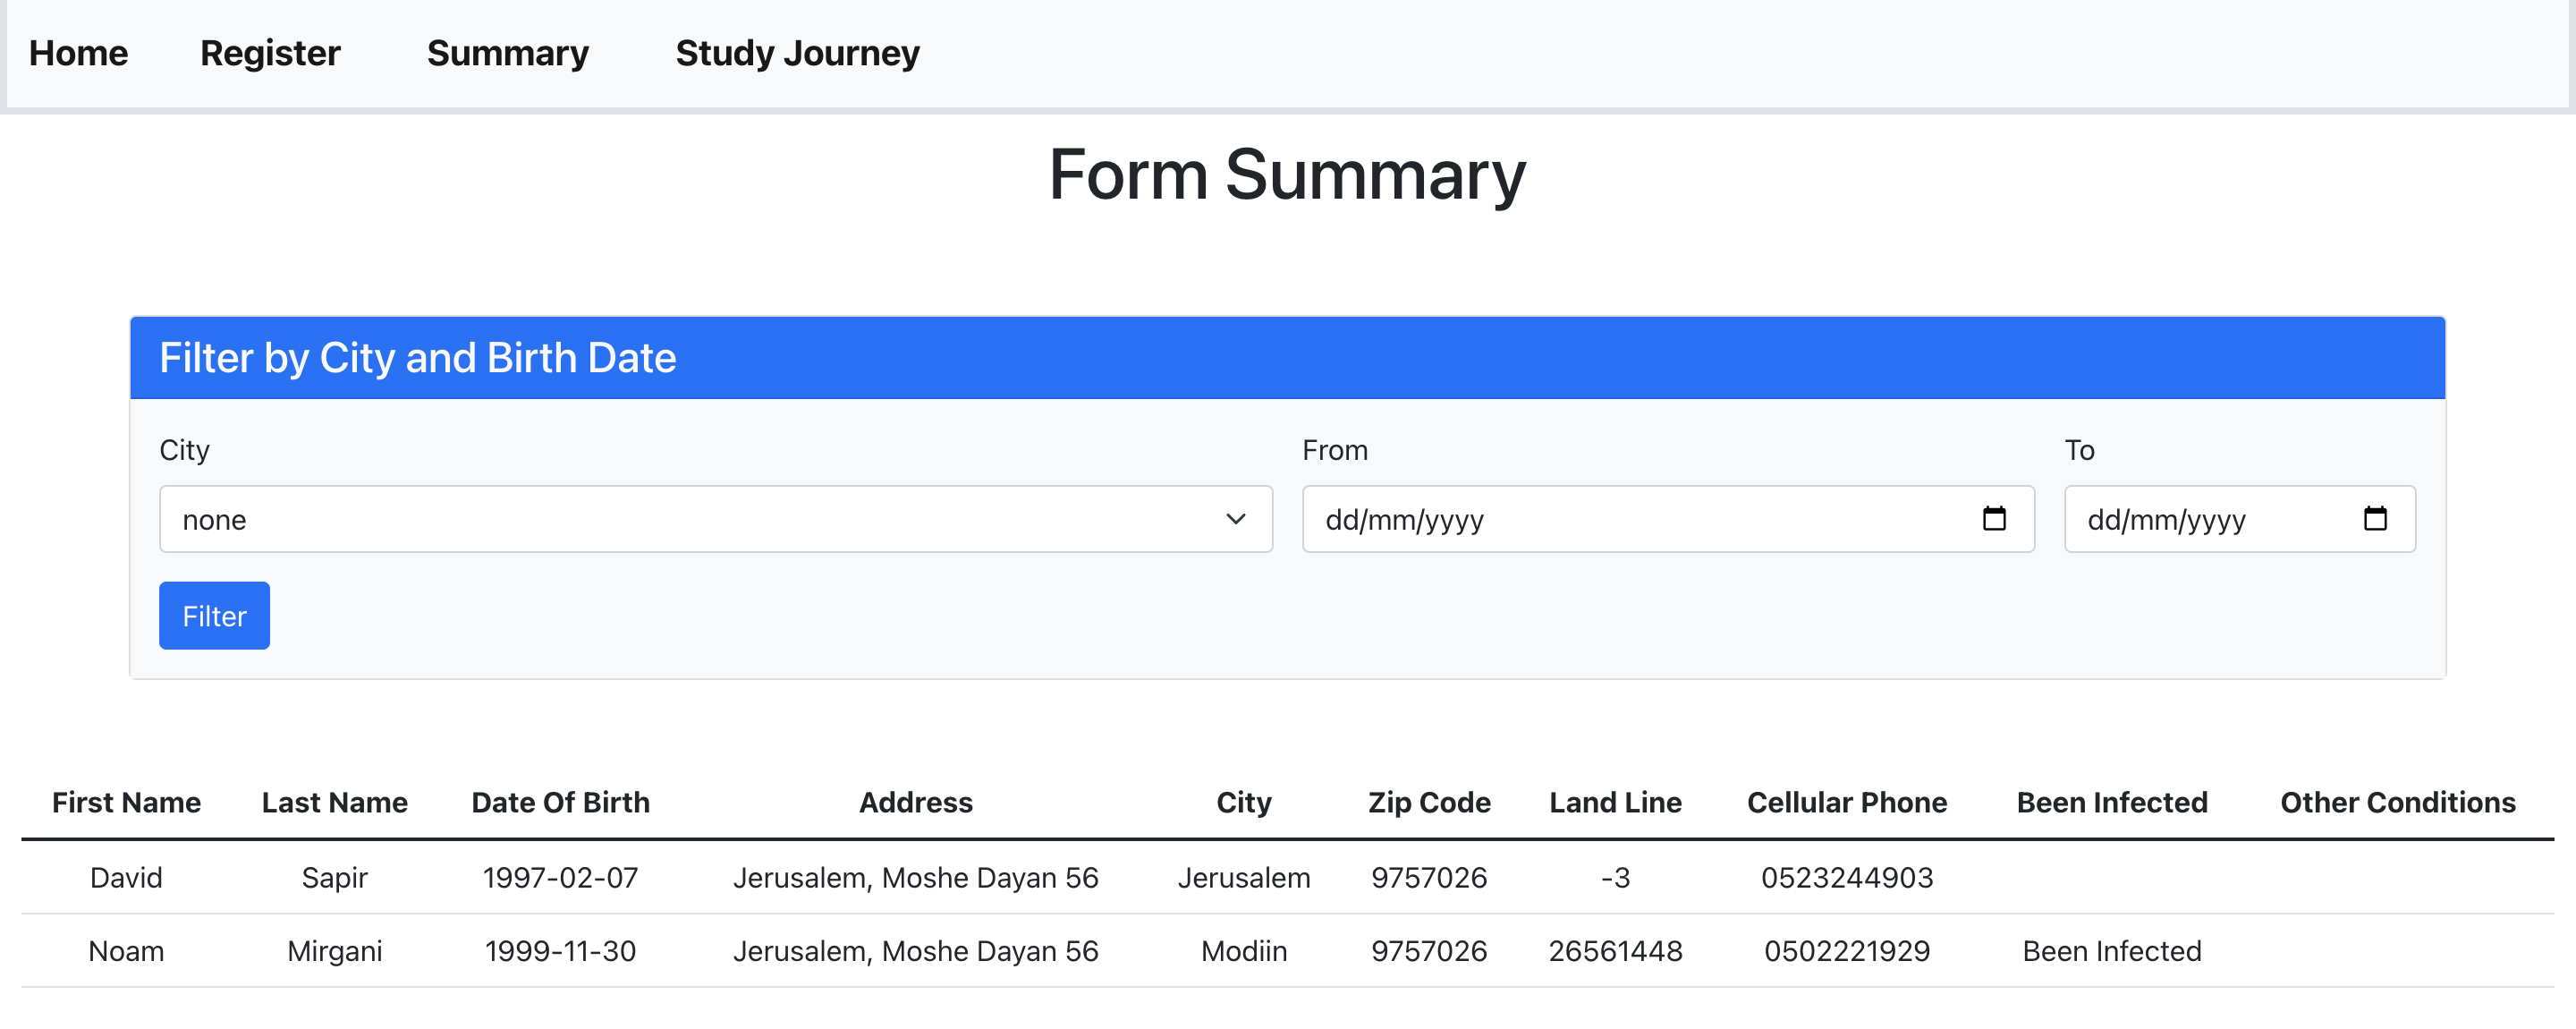 Home Register Summary Study Journey
Form Summary
Filter by City and Birth Date
City From To
none dd/mm/yyyy dd/mm/yyyy
Filter
First Name Last Name Date Of Birth Address City Zip Code Land Line Cellular Phone Been Infected Other Conditions
David Sapir 1997-02-07 Jerusalem, Moshe Dayan 56 Jerusalem 9757026 -3 0523244903
Noam Mirgani 1999-11-30 Jerusalem, Moshe Dayan 56 Modiin 9757026 26561448 0502221929 Been Infected